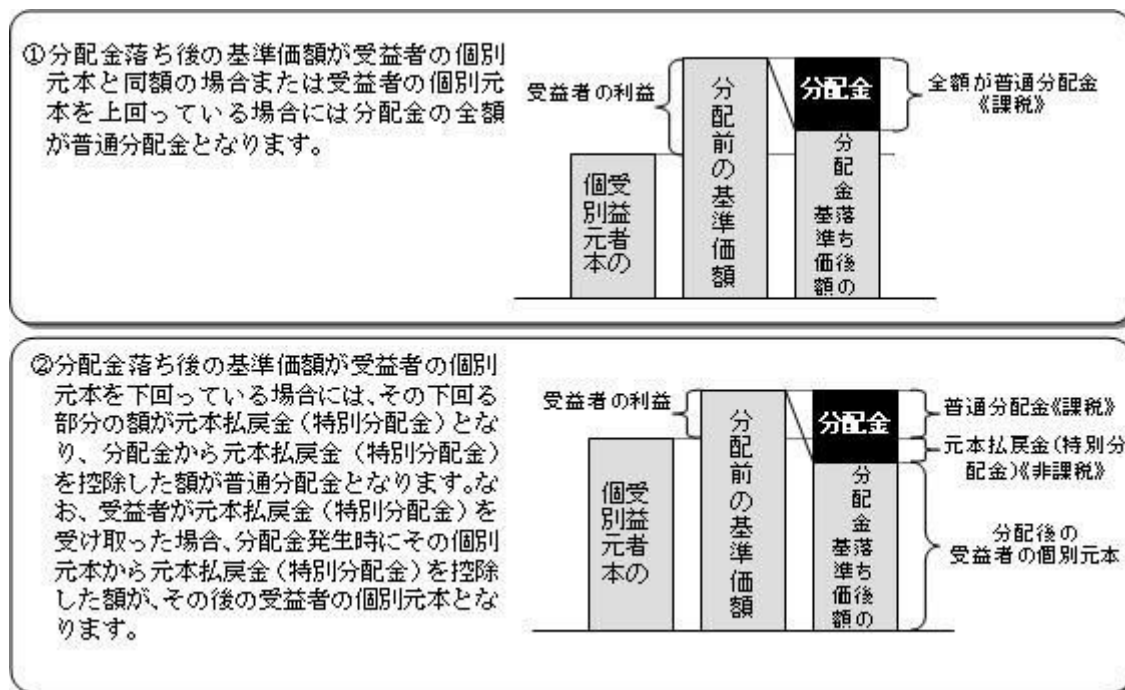 ①分配金落ち後の基準価額が受益者の個別
元本と同額の場合または受益者の個別元
本を上回っている場合には分配金の全額
が普通分配金となります。
受益者の利益
受益者の
個別元本
分配前の基準価額
分配金
分配金落ち後の
基準価額
全額が普通分配金
《課税》
②分配金落ち後の基準価額が受益者の個別
元本を下回っている場合には、その下回る
部分の額が元本払戻金(特別分配金)とな
り、分配金から元本払戻金(特別分配金)
を控除した額が普通分配金となります。な
お、受益者が元本払戻金(特別分配金)を
受け取った場合、分配金発生時にその個別
元本から元本払戻金(特別分配金)を控除
した額が、その後の受益者の個別元本とな
ります。
受益者の利益
受益者の
個別元本
分配前の基準価額
分配金
分配金落ち後の
基準価額
普通分配金《課税》
元本払戻金(特別分
配金)《非課税》
分配後の
受益者の個別元本